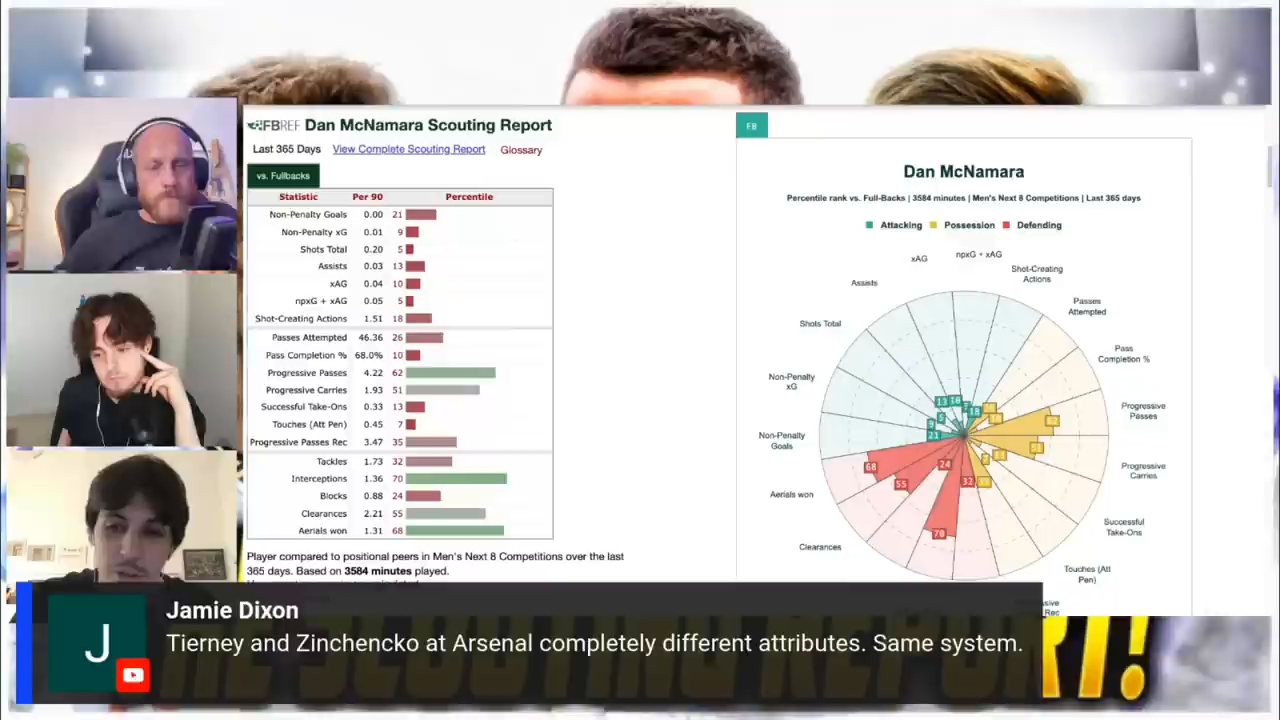 FBREF Dan McNamara Scouting Report
Last 365 Days View Complete Scouting Report Glossary
vs. Fullbacks
Statistic Per 90 Percentile
Non-Penalty Goals 0.00 21
Non-Penalty xG 0.01 9
Shots Total 0.20 5
Assists 0.03 13
xAG 0.04 10
npxG + xAG 0.05 5
Shot-Creating Actions 1.51 18
Passes Attempted 46.36 26
Pass Completion % 68.0% 10
Progressive Passes 4.22 62
Progressive Carries 1.93 51
Successful Take-Ons 0.33 13
Touches (Att Pen) 0.45 7
Progressive Passes Rec 3.47 35
Tackles 1.73 32
Interceptions 1.36 70
Blocks 0.88 24
Clearances 2.21 55
Aerials won 1.31 68
Player compared to positional peers in Men's Next 8 Competitions over the last
365 days. Based on 3584 minutes played.
FB
Dan McNamara
Percentile rank vs. Full-Backs | 3584 minutes | Men's Next 8 Competitions | Last 365 days
Attacking Possession Defending
npxG + xAG
xAG
Shot-Creating
Actions
Assists
Passes
Attempted
Shots Total
Pass
Completion %
Non-Penalty
xG
Progressive
Passes
Non-Penalty
Goals
Progressive
Carries
Aerials won
Successful
Take-Ons
Clearances
Touches (Att
Pen)
Rec
13
18
18
5
9
21
68
55
24
70
32
Jamie Dixon
J
Tierney and Zinchencko at Arsenal completely different attributes. Same system.